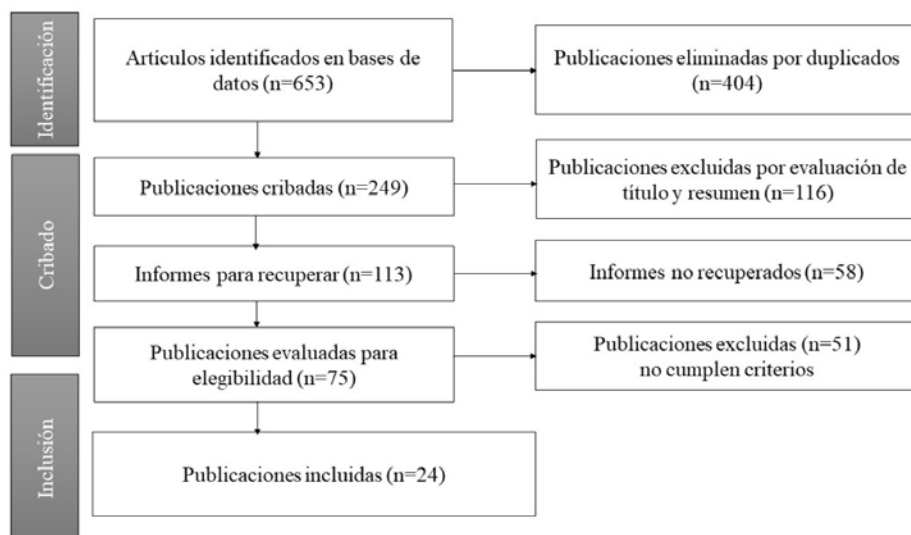 Identificación
Artículos identificados en bases de
datos (n=653)
Publicaciones eliminadas por duplicados
(n=404)
Cribado
Publicaciones cribadas (n=249)
Publicaciones excluidas por evaluación de
título y resumen (n=116)
Informes para recuperar (n=113)
Informes no recuperados (n=58)
Publicaciones evaluadas para
elegibilidad (n=75)
Publicaciones excluidas (n=51)
no cumplen criterios
Inclusión
Publicaciones incluidas (n=24)